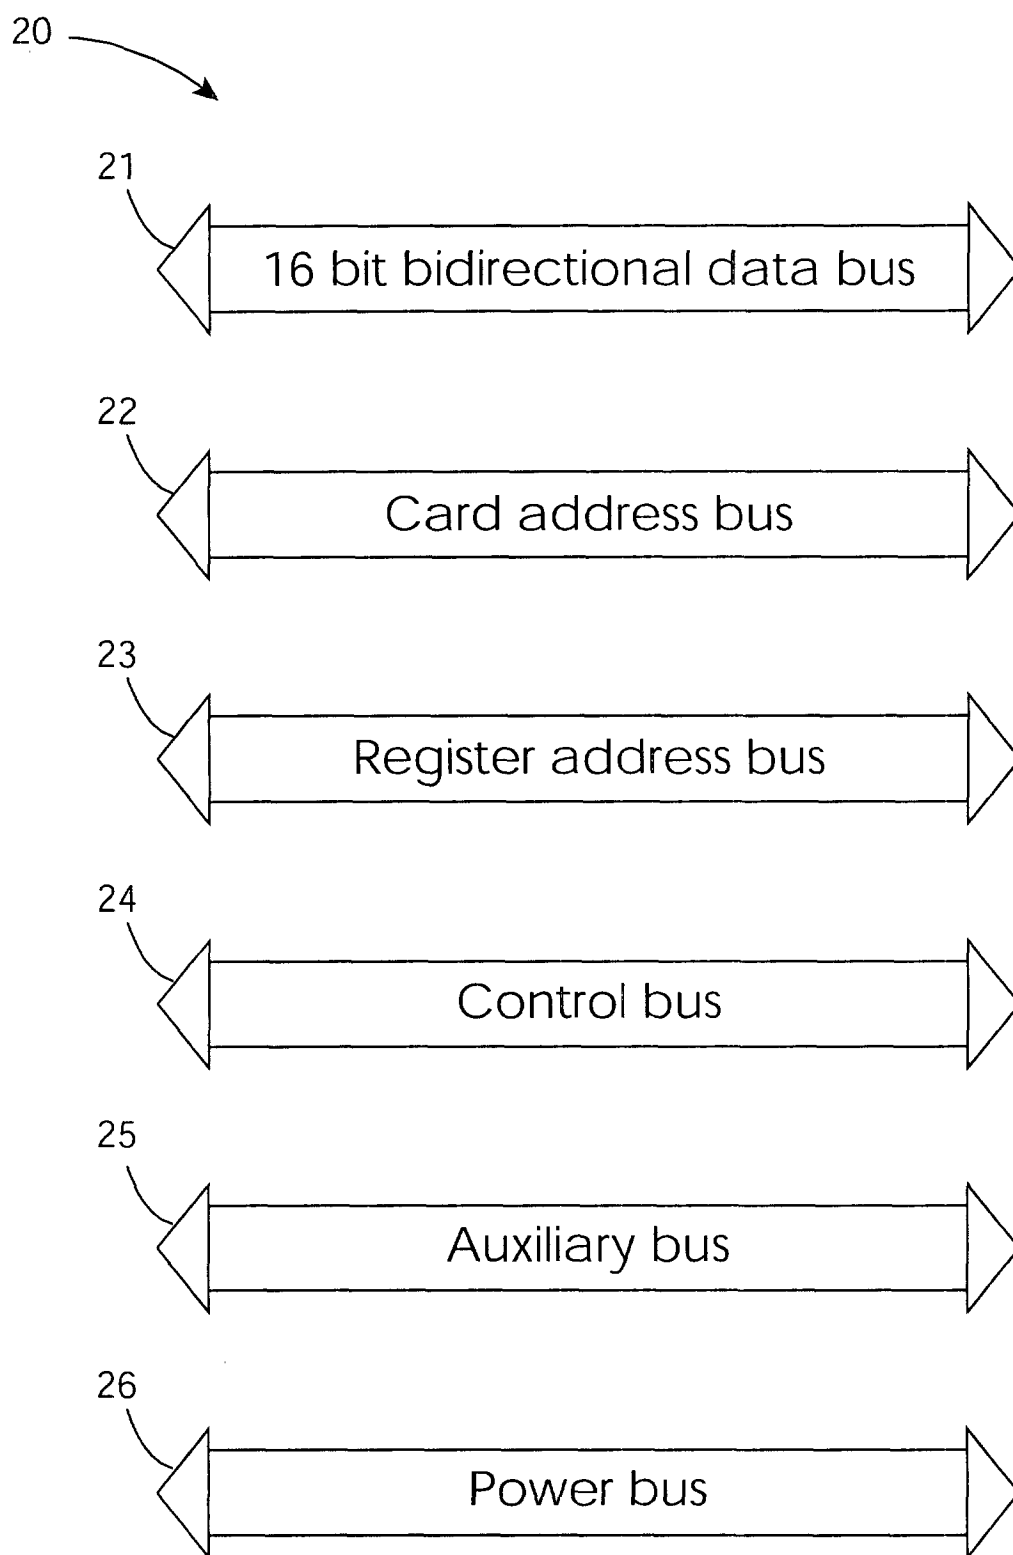 20
21
16 bit bidirectional data bus
22
Card address bus
23
Register address bus
24
Control bus
25
Auxiliary bus
26
Power bus